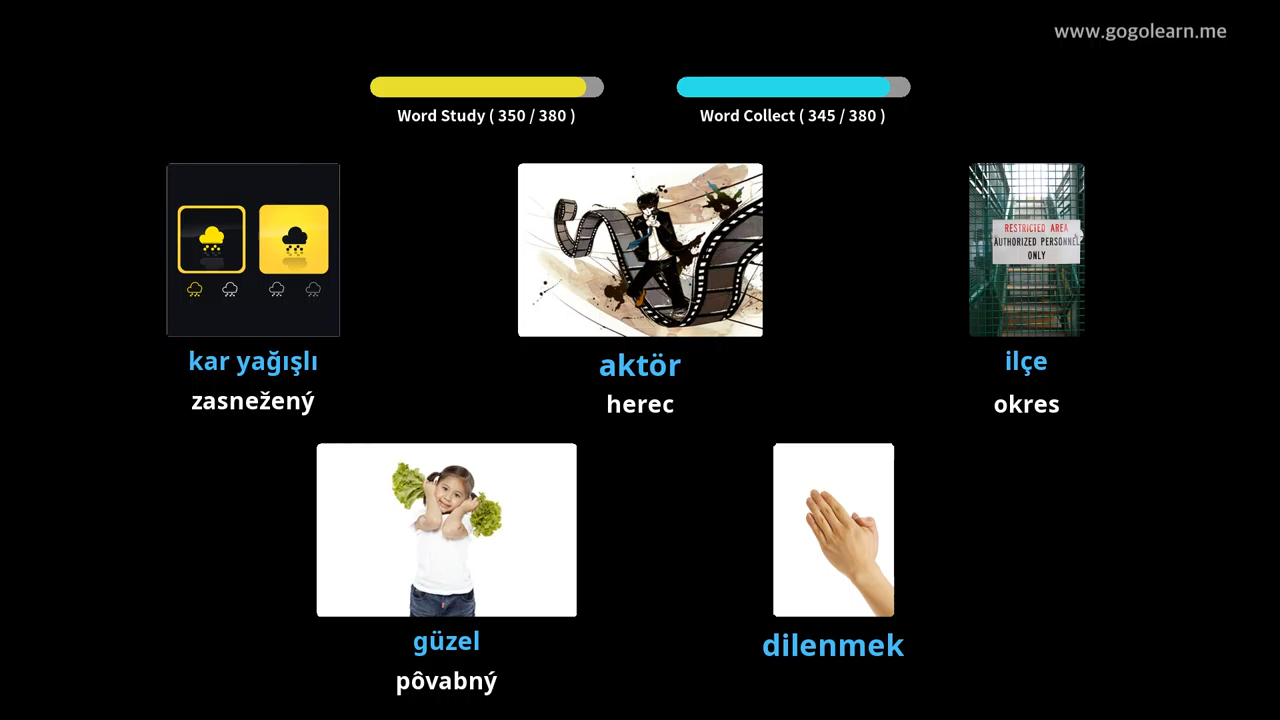 www.gogolearn.me
Word Study ( 350 / 380 )
Word Collect ( 345 / 380 )
RESTRICTED AREA
AUTHORIZED PERSONNEL
ONLY
kar yağışlı
zasnežený
aktör
herec
ilçe
okres
güzel
pôvabný
dilenmek